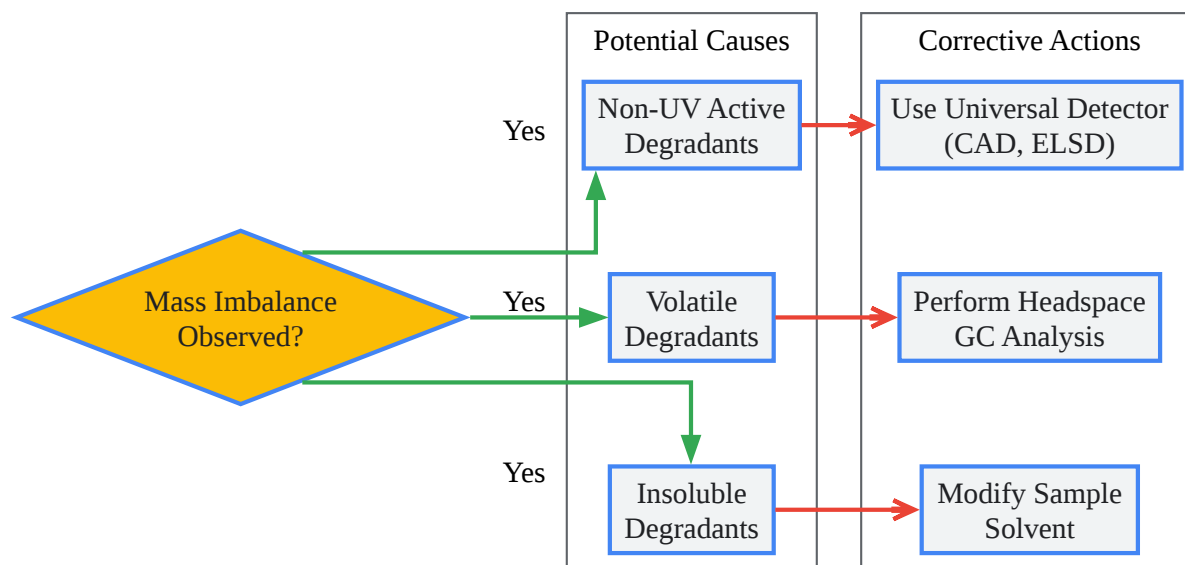 Potential Causes
Corrective Actions
Yes
Non-UV Active
Degradants
Use Universal Detector
(CAD, ELSD)
Mass Imbalance
Observed?
Yes
Volatile
Degradants
Perform Headspace
GC Analysis
Yes
Insoluble
Degradants
Modify Sample
Solvent